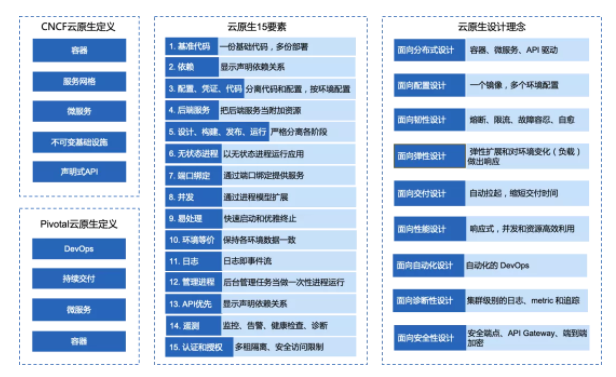 CNCF云原生定义
容器
服务网格
微服务
不可变基础设施
声明式API
Pivotal云原生定义
DevOps
持续交付
微服务
容器
云原生15要素
1. 基准代码 一份基础代码，多份部署
2. 依赖 显示声明依赖关系
3. 配置、凭证、代码 分离代码和配置，按环境配置
4. 后端服务 把后端服务当附加资源
5. 设计、构建、发布、运行 严格分离各阶段
6. 无状态进程 以无状态进程运行应用
7. 端口绑定 通过端口绑定提供服务
8. 并发 通过进程模型扩展
9. 易处理 快速启动和优雅终止
10. 环境等价 保持各环境数据一致
11. 日志 日志即事件流
12. 管理进程 后台管理任务当做一次性进程运行
13. API优先 显示声明依赖关系
14. 遥测 监控、告警、健康检查、诊断
15. 认证和授权 多租隔离、安全访问限制
云原生设计理念
面向分布式设计 容器、微服务、API 驱动
面向配置设计 一个镜像，多个环境配置
面向韧性设计 熔断、限流、故障容忍、自愈
面向弹性设计 弹性扩展和对环境变化（负载）
做出响应
面向交付设计 自动拉起，缩短交付时间
面向性能设计 响应式，并发和资源高效利用
面向自动化设计 自动化的 DevOps
面向诊断性设计 集群级别的日志、metric 和追踪
面向安全性设计 安全端点、API Gateway、端到端
加密